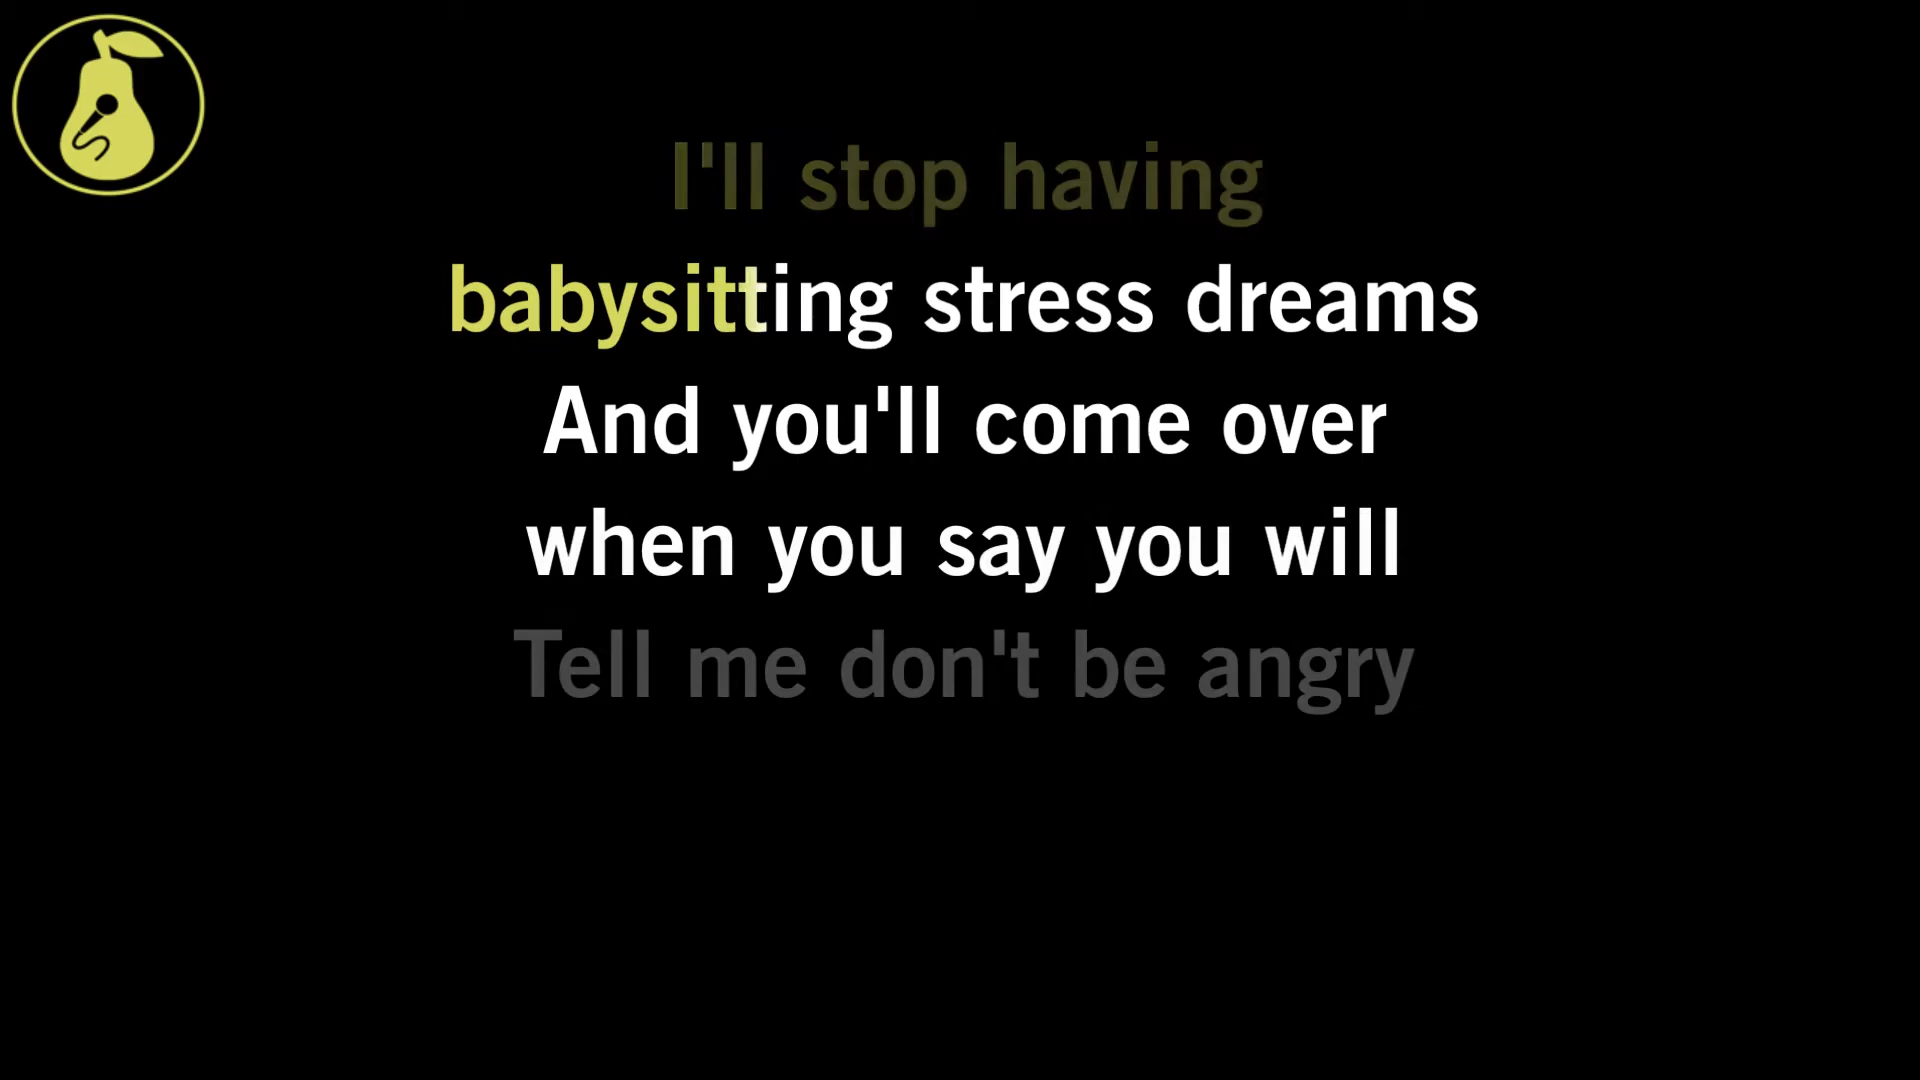 I'll stop having
babysitting stress dreams
And you'll come over
when you say you will
Tell me don't be angry